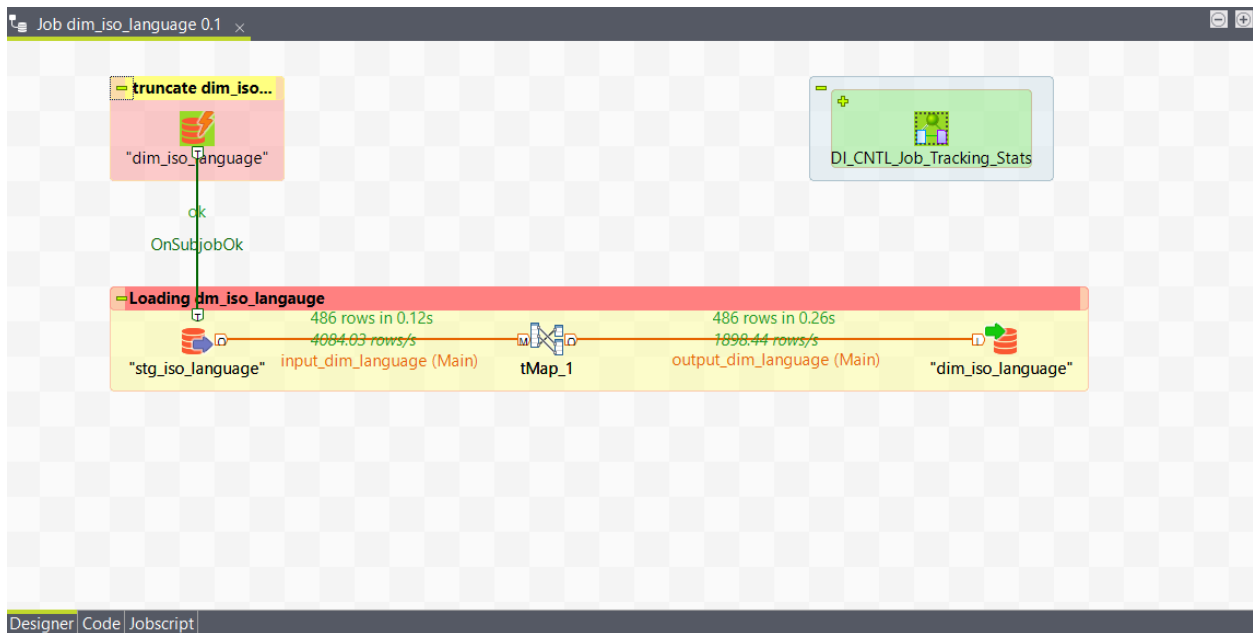 Job dim_iso_language 0.1
truncate dim_iso...
"dim_iso_language"
DI_CNTL_Job_Tracking_Stats
ok
OnSubjobOk
Loading dm_iso_langauge
486 rows in 0.12s
4084.03 rows/s
input_dim_language (Main)
486 rows in 0.26s
1898.44 rows/s
output_dim_language (Main)
"stg_iso_language"
tMap_1
"dim_iso_language"
Designer Code Jobscript